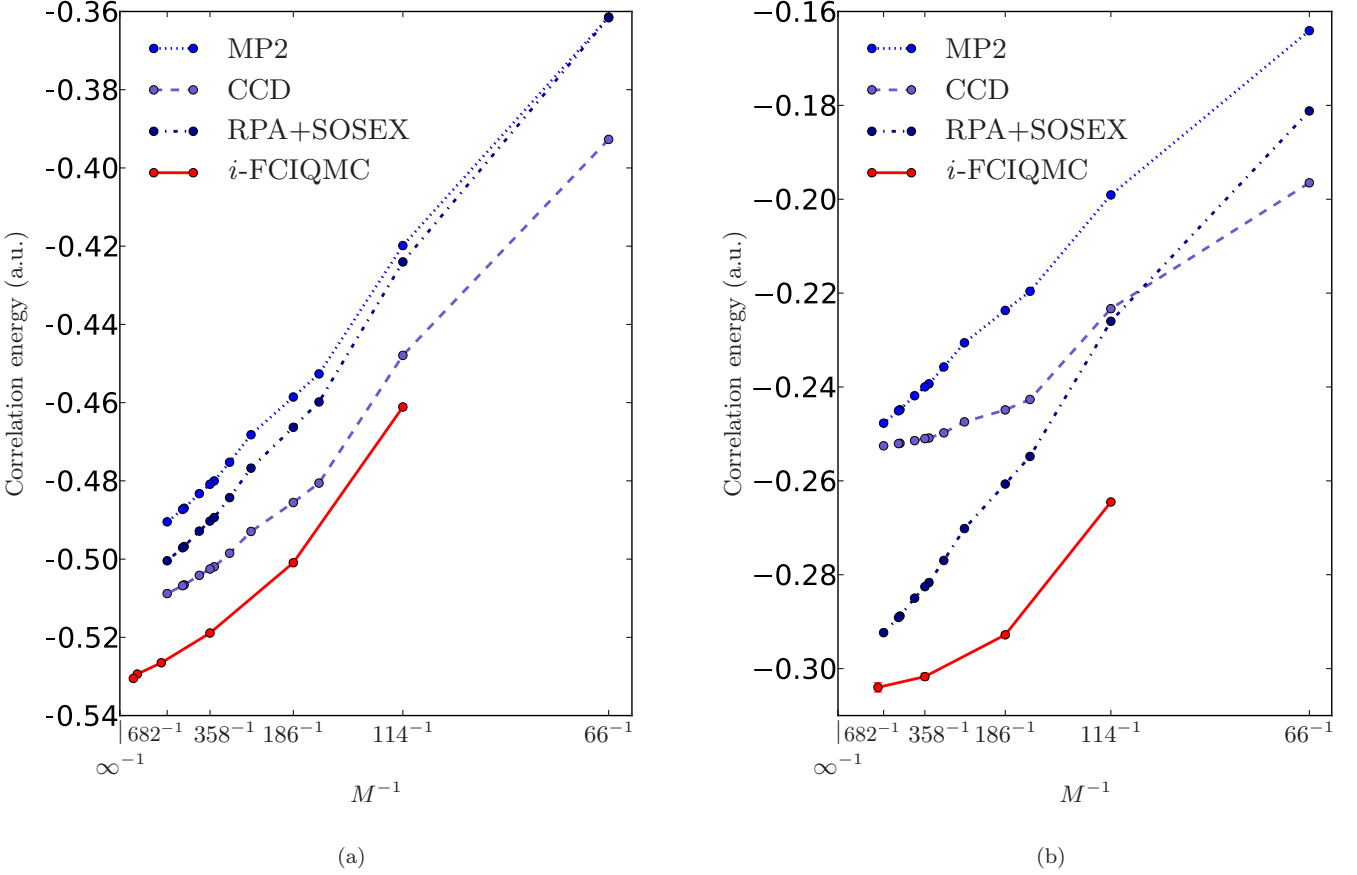 -0.36
-0.38
-0.40
-0.42
-0.44
-0.46
-0.48
-0.50
-0.52
-0.54
Correlation energy (a.u.)
MP2
CCD
RPA+SOSEX
i-FCIQMC
682⁻¹ 358⁻¹ 186⁻¹ 114⁻¹ 66⁻¹
∞⁻¹
M⁻¹
(a)
−0.16
−0.18
−0.20
−0.22
−0.24
−0.26
−0.28
−0.30
Correlation energy (a.u.)
MP2
CCD
RPA+SOSEX
i-FCIQMC
682⁻¹ 358⁻¹ 186⁻¹ 114⁻¹ 66⁻¹
∞⁻¹
M⁻¹
(b)